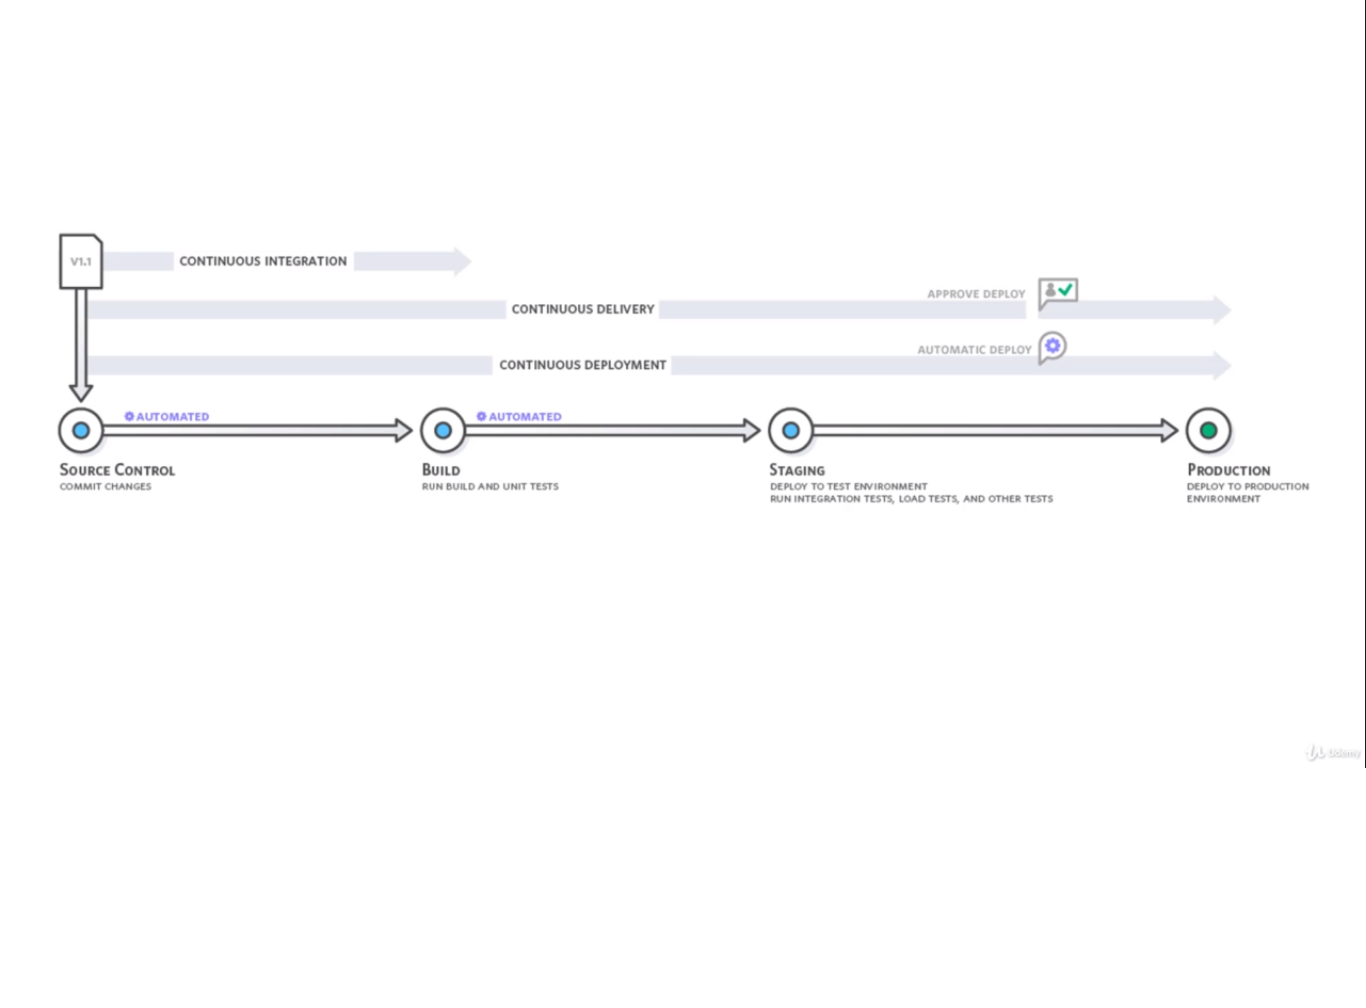 V1.1
CONTINUOUS INTEGRATION
APPROVE DEPLOY
CONTINUOUS DELIVERY
AUTOMATIC DEPLOY
CONTINUOUS DEPLOYMENT
AUTOMATED
AUTOMATED
SOURCE CONTROL
COMMIT CHANGES
BUILD
RUN BUILD AND UNIT TESTS
STAGING
DEPLOY TO TEST ENVIRONMENT
RUN INTEGRATION TESTS, LOAD TESTS, AND OTHER TESTS
PRODUCTION
DEPLOY TO PRODUCTION
ENVIRONMENT
Udemy